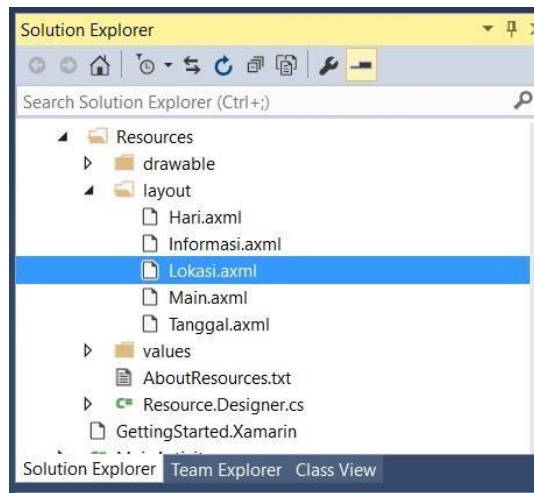 Solution Explorer
Search Solution Explorer (Ctrl+;)
Resources
drawable
layout
Hari.axml
Informasi.axml
Lokasi.axml
Main.axml
Tanggal.axml
values
AboutResources.txt
C# Resource.Designer.cs
GettingStarted.Xamarin
Solution Explorer Team Explorer Class View